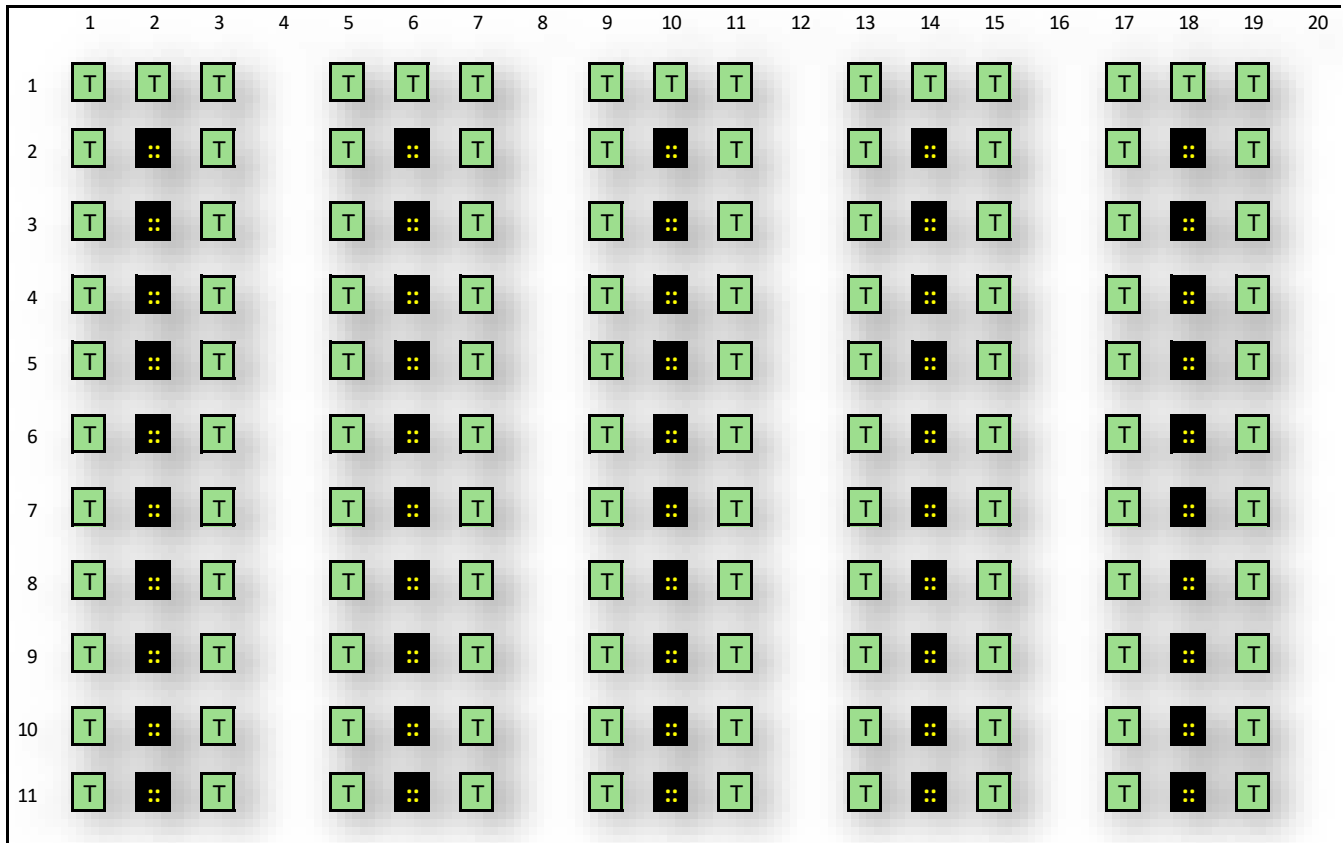 1 2 3 4 5 6 7 8 9 10 11 12 13 14 15 16 17 18 19 20
1 T T T T T T T T T T T T T T T
2 T :: T T :: T T :: T T :: T T :: T
3 T :: T T :: T T :: T T :: T T :: T
4 T :: T T :: T T :: T T :: T T :: T
5 T :: T T :: T T :: T T :: T T :: T
6 T :: T T :: T T :: T T :: T T :: T
7 T :: T T :: T T :: T T :: T T :: T
8 T :: T T :: T T :: T T :: T T :: T
9 T :: T T :: T T :: T T :: T T :: T
10 T :: T T :: T T :: T T :: T T :: T
11 T :: T T :: T T :: T T :: T T :: T